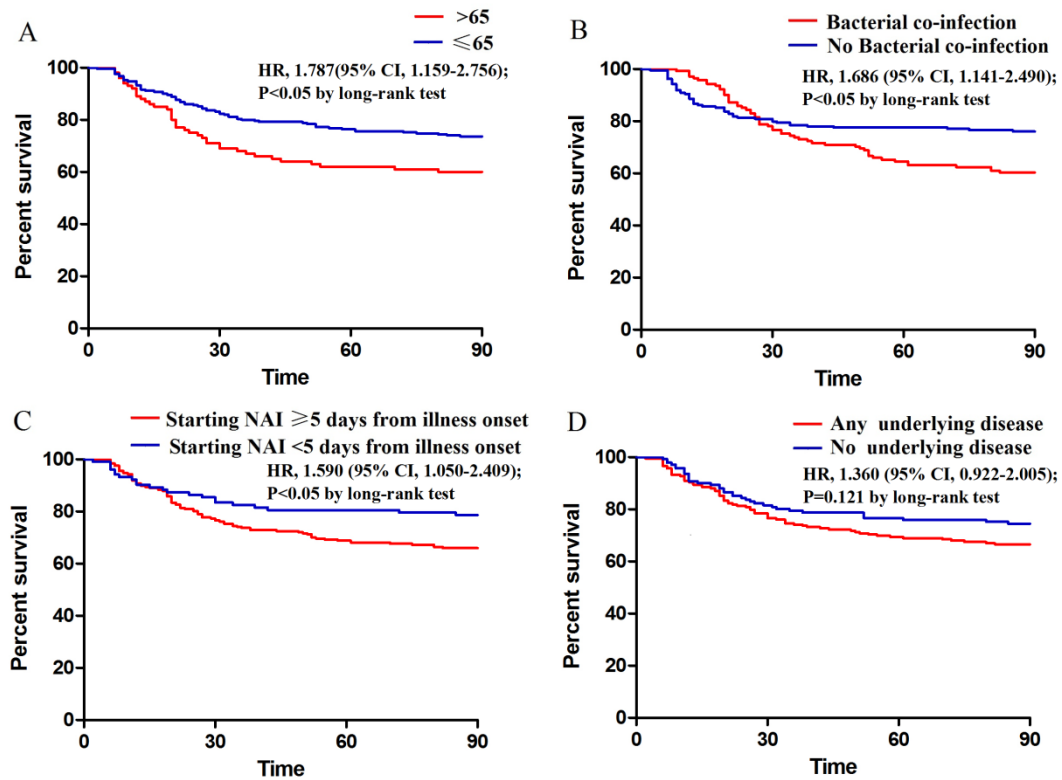 A
>65
≤65
HR, 1.787(95% CI, 1.159-2.756);
P<0.05 by long-rank test
Percent survival
100
80
60
40
20
0
0 30 60 90
Time
B
Bacterial co-infection
No Bacterial co-infection
HR, 1.686 (95% CI, 1.141-2.490);
P<0.05 by long-rank test
Percent survival
100
80
60
40
20
0
0 30 60 90
Time
C
Starting NAI ≥5 days from illness onset
Starting NAI <5 days from illness onset
HR, 1.590 (95% CI, 1.050-2.409);
P<0.05 by long-rank test
Percent survival
100
80
60
40
20
0
0 30 60 90
Time
D
Any underlying disease
No underlying disease
HR, 1.360 (95% CI, 0.922-2.005);
P=0.121 by long-rank test
Percent survival
100
80
60
40
20
0
0 30 60 90
Time